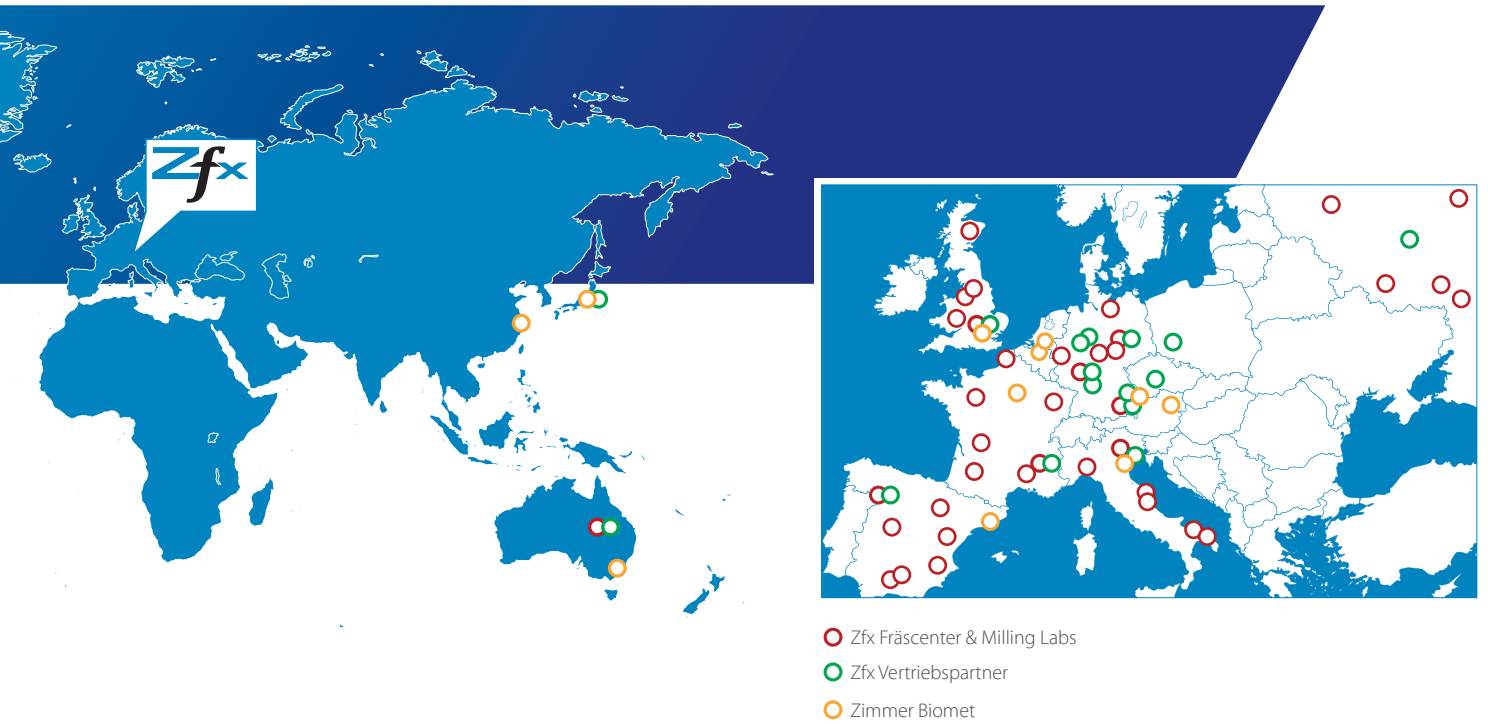 Zfx
Zfx Fräscenter & Milling Labs
Zfx Vertriebspartner
Zimmer Biomet